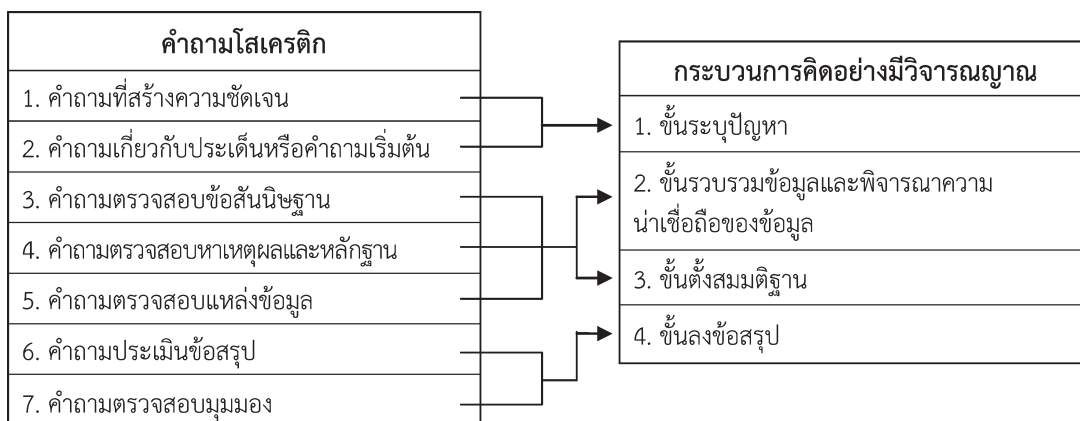 คำถามโสเครติก
1. คำถามที่สร้างความชัดเจน
2. คำถามเกี่ยวกับประเด็นหรือคำถามเริ่มต้น
3. คำถามตรวจสอบข้อสันนิษฐาน
4. คำถามตรวจสอบหาเหตุผลและหลักฐาน
5. คำถามตรวจสอบแหล่งข้อมูล
6. คำถามประเมินข้อสรุป
7. คำถามตรวจสอบมุมมอง
กระบวนการคิดอย่างมีวิจารณญาณ
1. ขั้นระบุปัญหา
2. ขั้นรวบรวมข้อมูลและพิจารณาความ
น่าเชื่อถือของข้อมูล
3. ขั้นตั้งสมมติฐาน
4. ขั้นลงข้อสรุป